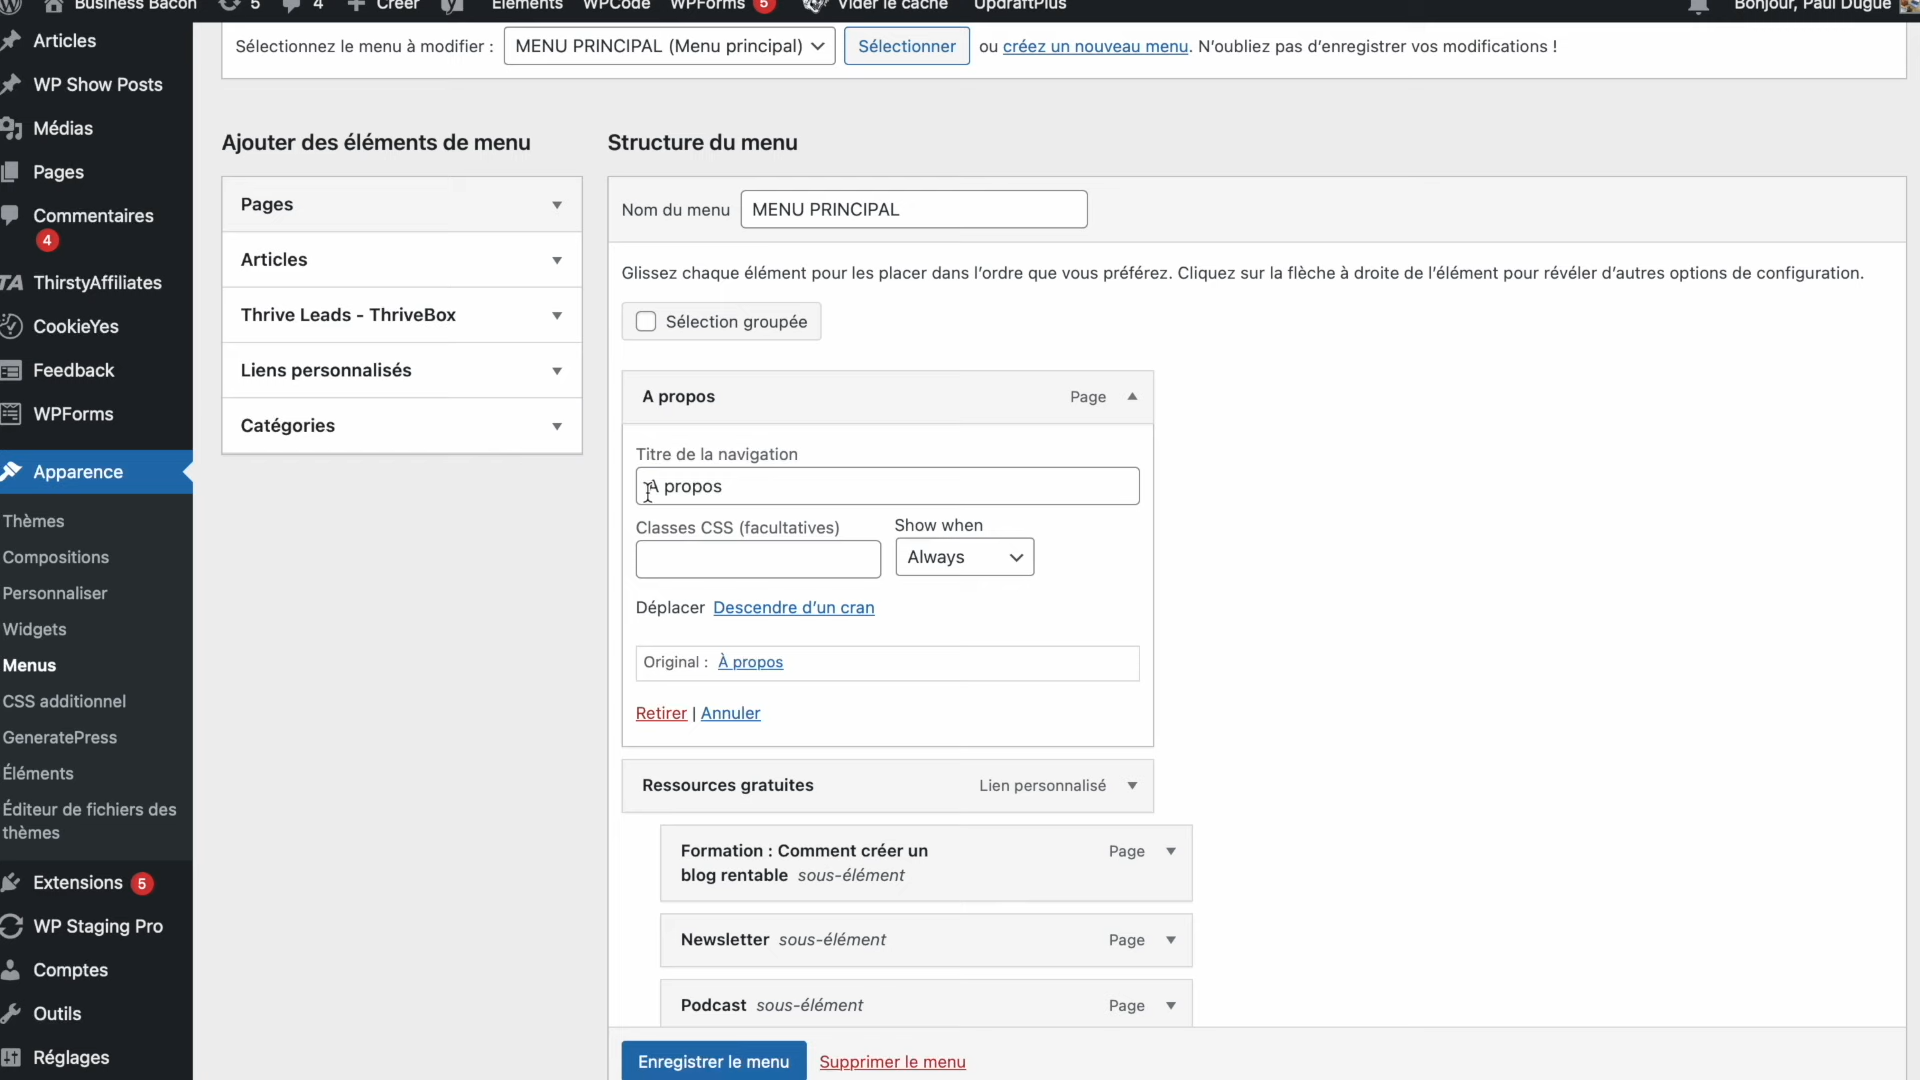 Business Bacon 5 4 Créer Éléments WPCode WPForms 5 Vider le cache UpdraftPlus Bonjour, Paul Dugué
Articles
WP Show Posts
Médias
Pages
Commentaires
4
ThirstyAffiliates
CookieYes
Feedback
WPForms
Apparence
Thèmes
Compositions
Personnaliser
Widgets
Menus
CSS additionnel
GeneratePress
Éléments
Éditeur de fichiers des
thèmes
Extensions 5
WP Staging Pro
Comptes
Outils
Réglages
Sélectionnez le menu à modifier : MENU PRINCIPAL (Menu principal) Sélectionner ou créez un nouveau menu. N'oubliez pas d'enregistrer vos modifications !
Ajouter des éléments de menu
Pages
Articles
Thrive Leads - ThriveBox
Liens personnalisés
Catégories
Structure du menu
Nom du menu MENU PRINCIPAL
Glissez chaque élément pour les placer dans l'ordre que vous préférez. Cliquez sur la flèche à droite de l'élément pour révéler d'autres options de configuration.
Sélection groupée
A propos Page
Titre de la navigation
A propos
Classes CSS (facultatives) Show when
Always
Déplacer Descendre d'un cran
Original : À propos
Retirer | Annuler
Ressources gratuites Lien personnalisé
Formation : Comment créer un Page
blog rentable sous-élément
Newsletter sous-élément Page
Podcast sous-élément Page
Enregistrer le menu Supprimer le menu